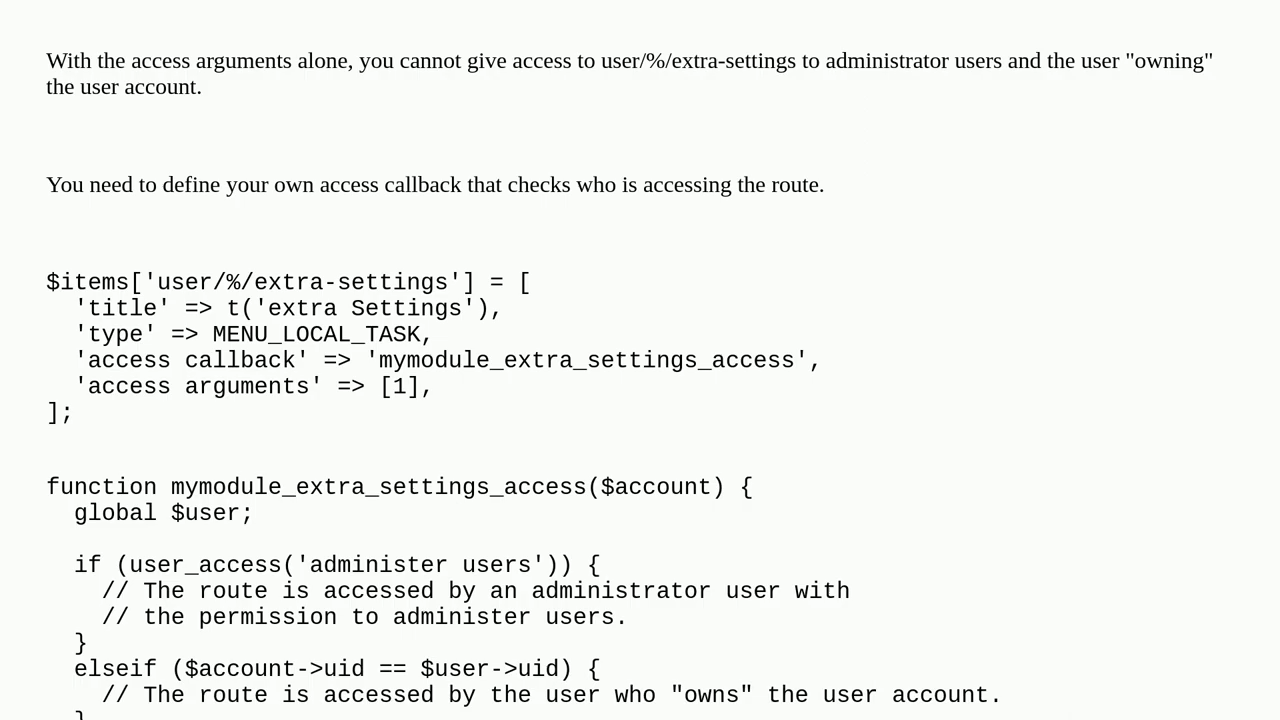 With the access arguments alone, you cannot give access to user/%/extra-settings to administrator users and the user "owning"
the user account.
You need to define your own access callback that checks who is accessing the route.
$items['user/%/extra-settings'] = [
  'title' => t('extra Settings'),
  'type' => MENU_LOCAL_TASK,
  'access callback' => 'mymodule_extra_settings_access',
  'access arguments' => [1],
];
function mymodule_extra_settings_access($account) {
  global $user;
  if (user_access('administer users')) {
    // The route is accessed by an administrator user with
    // the permission to administer users.
  }
  elseif ($account->uid == $user->uid) {
    // The route is accessed by the user who "owns" the user account.
  }